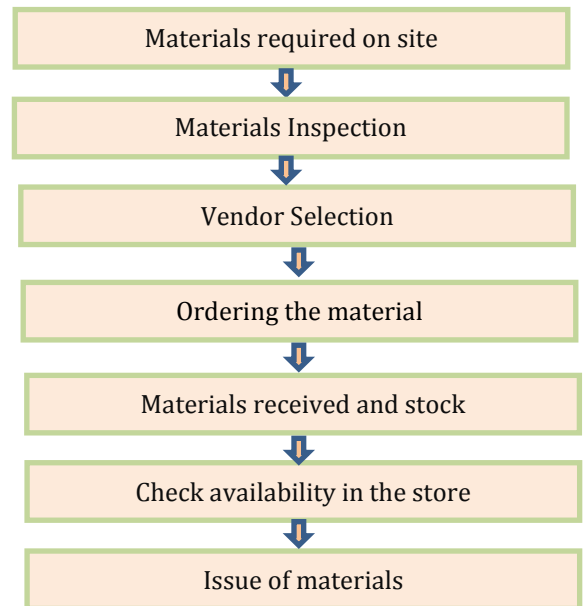 Materials required on site
Materials Inspection
Vendor Selection
Ordering the material
Materials received and stock
Check availability in the store
Issue of materials